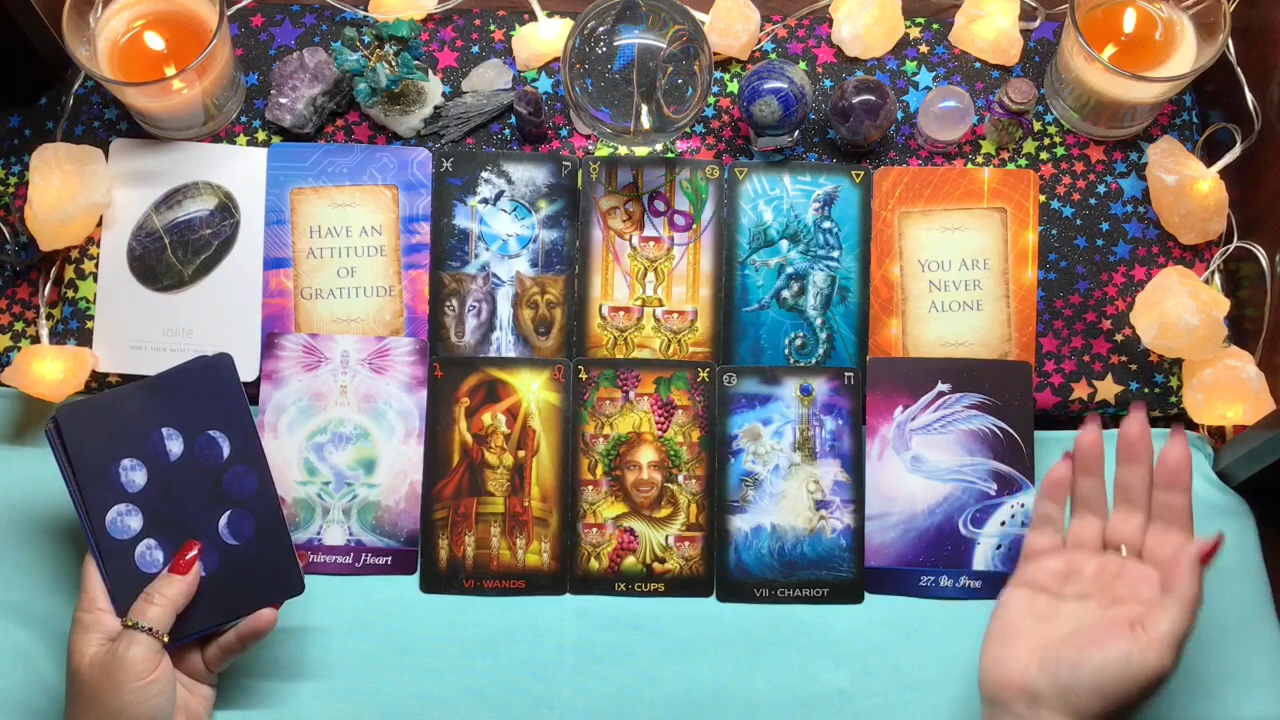 iolite
HAVE AN
ATTITUDE
OF
GRATITUDE
YOU ARE
NEVER
ALONE
niversal Heart
VI · WANDS
IX · CUPS
VII · CHARIOT
27. Be Free